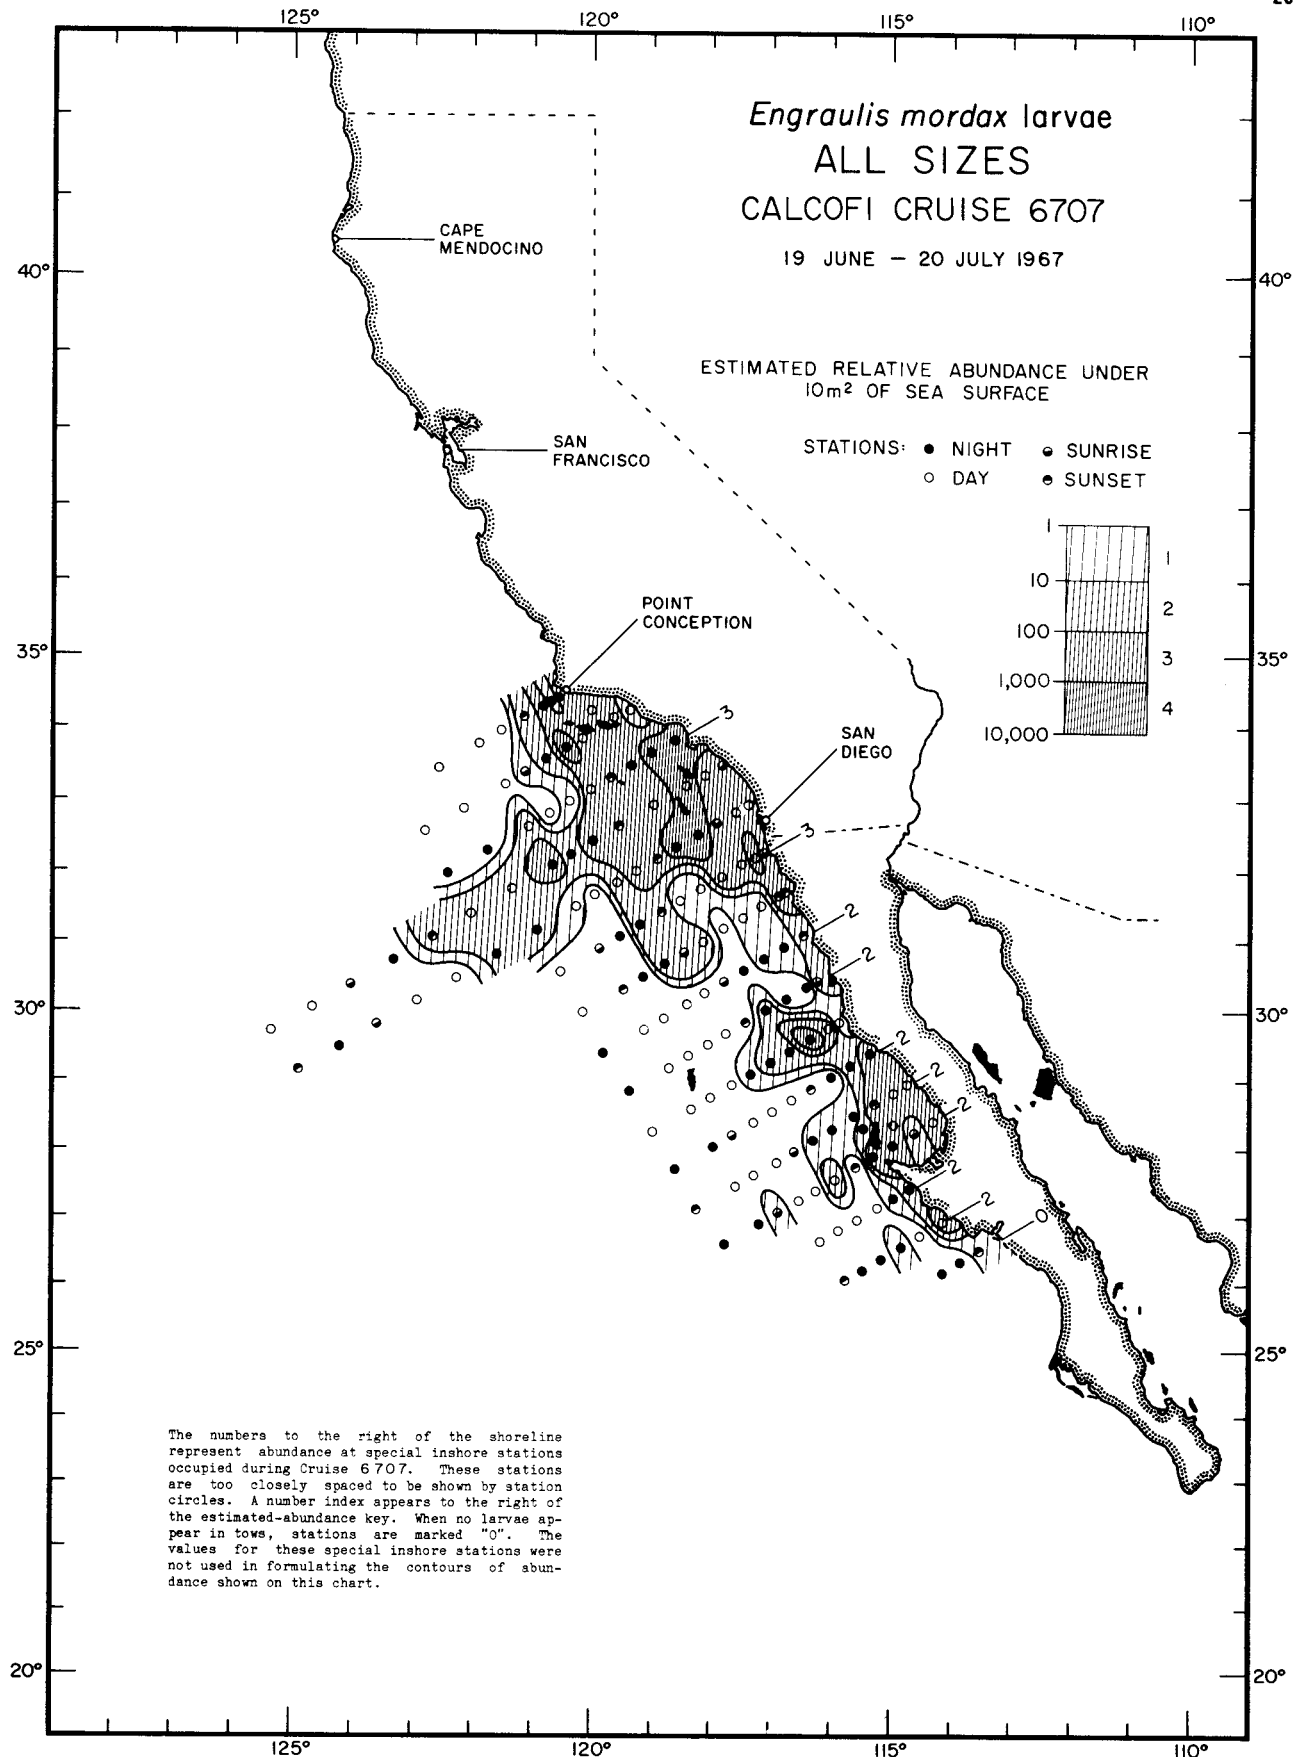 125°
120°
115°
110°
Engraulis mordax larvae
ALL SIZES
CALCOFI CRUISE 6707
19 JUNE – 20 JULY 1967
CAPE
MENDOCINO
40°
40°
ESTIMATED RELATIVE ABUNDANCE UNDER
10m² OF SEA SURFACE
STATIONS: ● NIGHT SUNRISE
○ DAY SUNSET
SAN
FRANCISCO
1
1
10
2
100
3
1,000
4
10,000
POINT
CONCEPTION
35°
35°
3
SAN
DIEGO
3
2
2
30°
30°
2
2
2
2
2
0
25°
25°
The numbers to the right of the shoreline
represent abundance at special inshore stations
occupied during Cruise 6707. These stations
are too closely spaced to be shown by station
circles. A number index appears to the right of
the estimated-abundance key. When no larvae ap-
pear in tows, stations are marked "0". The
values for these special inshore stations were
not used in formulating the contours of abun-
dance shown on this chart.
20°
20°
125°
120°
115°
110°